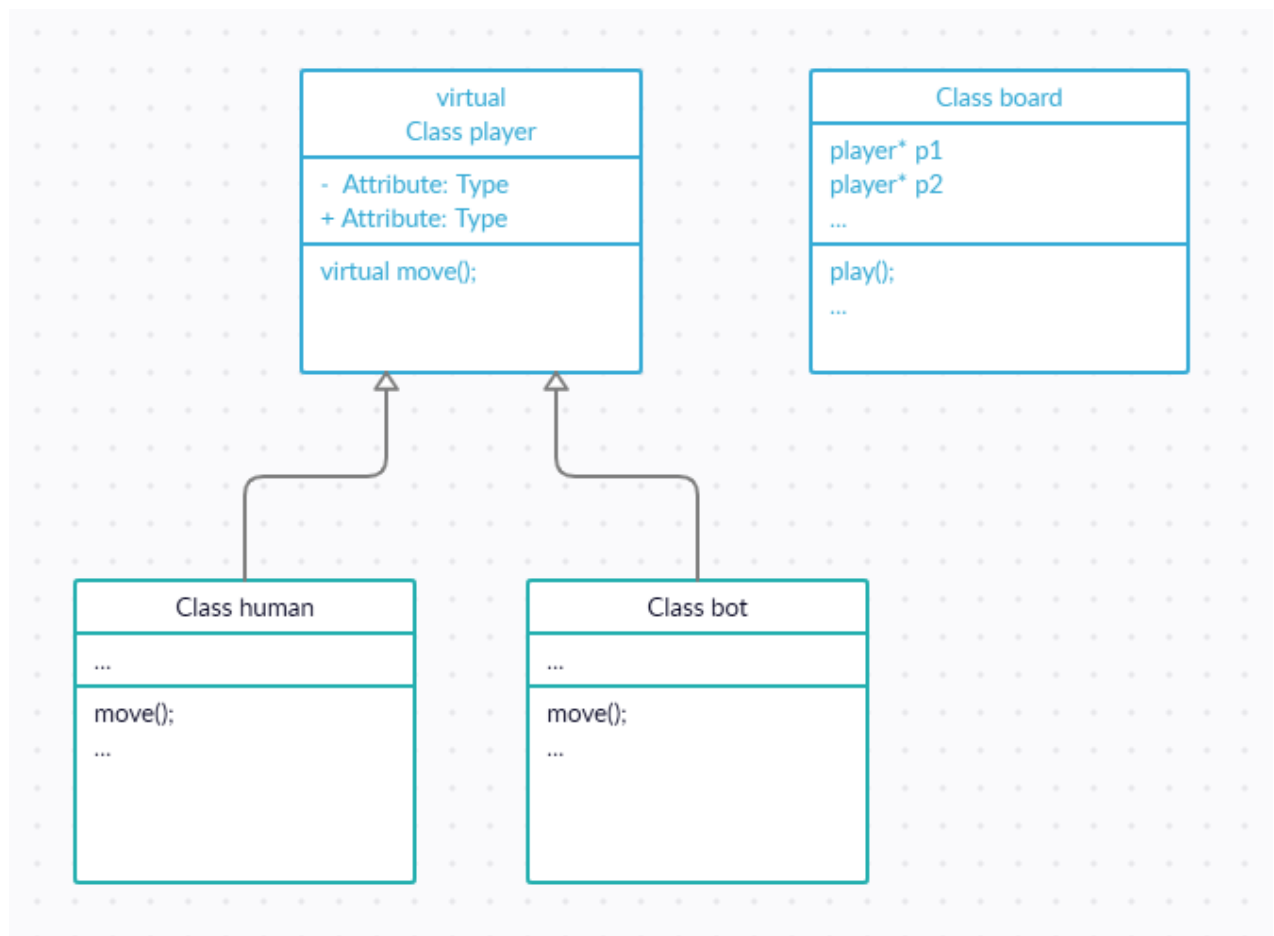 virtual
Class player
- Attribute: Type
+ Attribute: Type
virtual move();
Class board
player* p1
player* p2
...
play();
...
Class human
...
move();
...
Class bot
...
move();
...